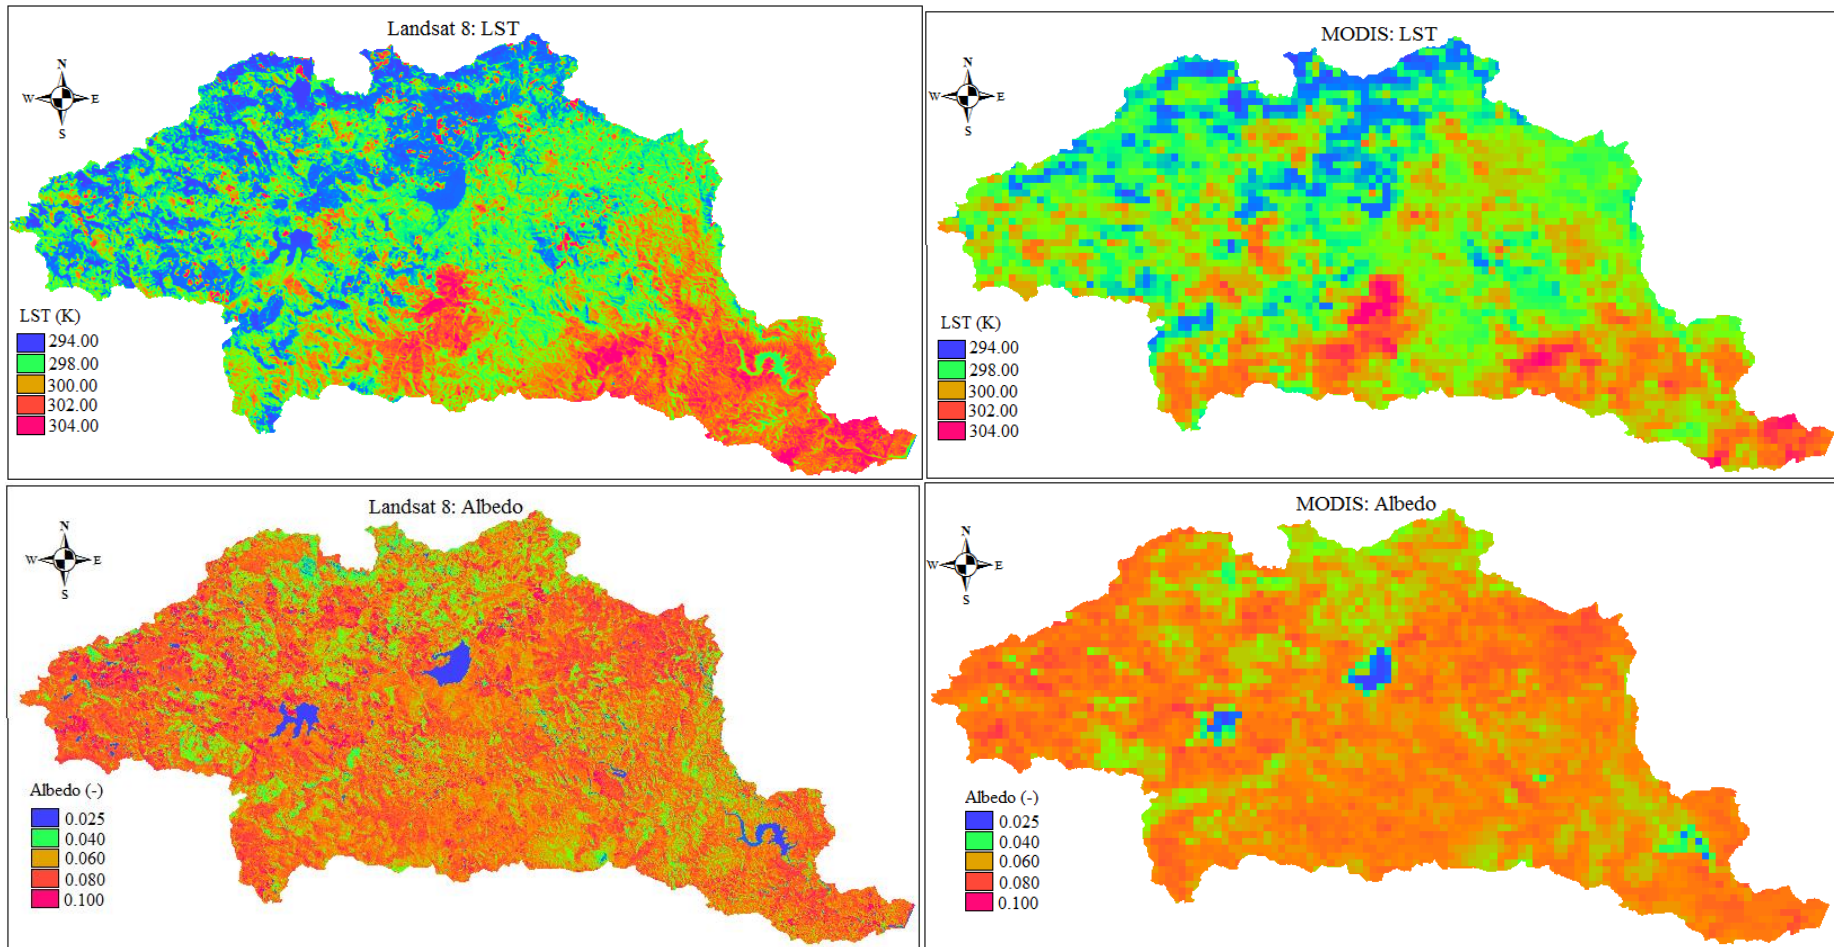 Landsat 8: LST
N
W E
S
LST (K)
294.00
298.00
300.00
302.00
304.00
MODIS: LST
N
W E
S
LST (K)
294.00
298.00
300.00
302.00
304.00
Landsat 8: Albedo
N
W E
S
Albedo (-)
0.025
0.040
0.060
0.080
0.100
MODIS: Albedo
N
W E
S
Albedo (-)
0.025
0.040
0.060
0.080
0.100